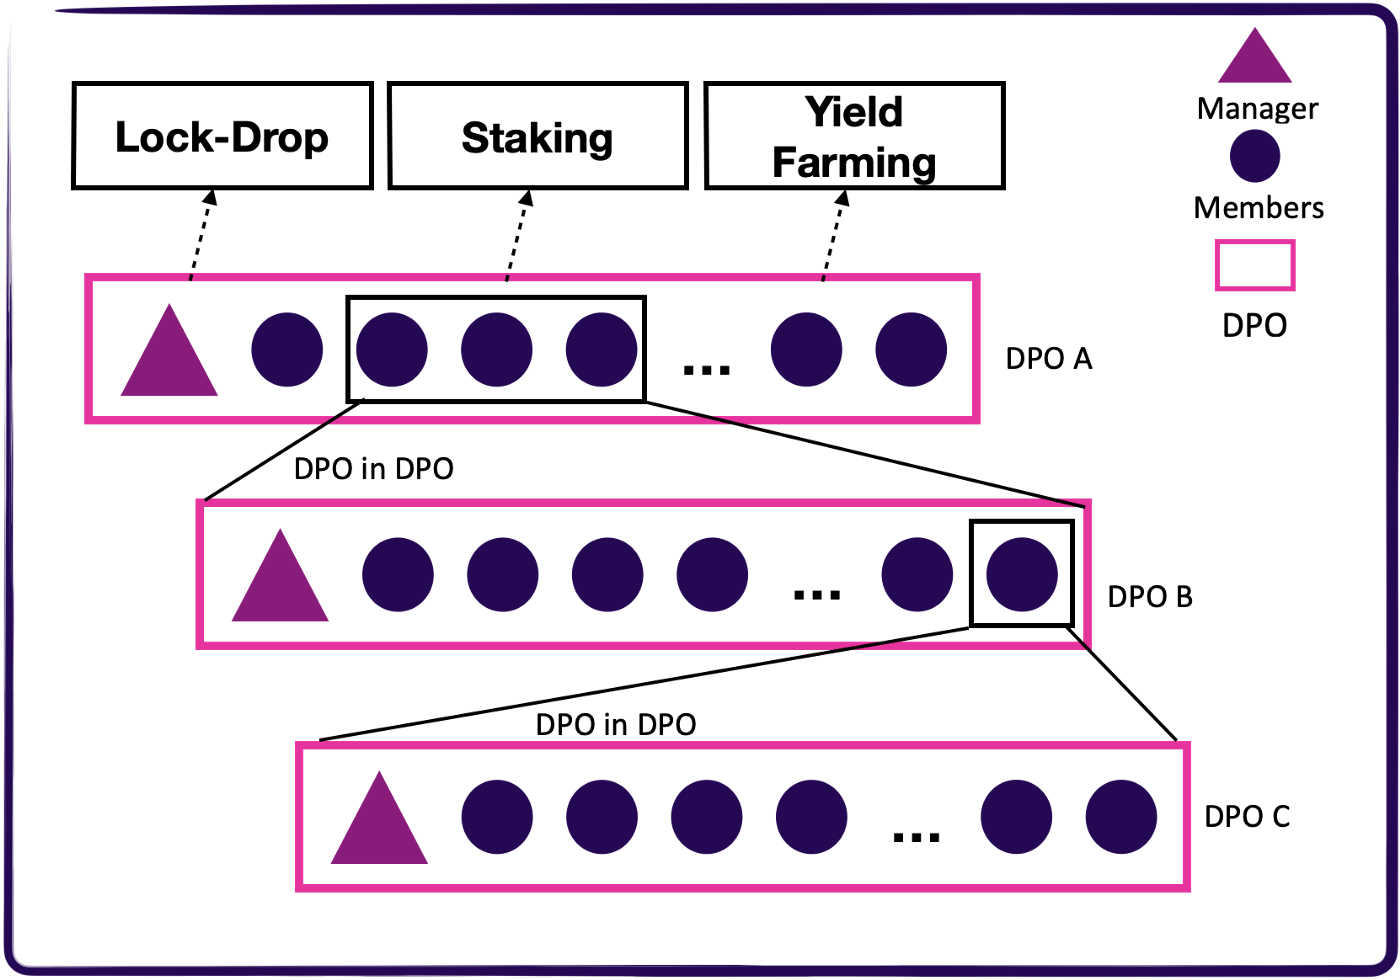 Lock-Drop
Staking
Yield
Farming
Manager
Members
DPO
...
DPO A
DPO in DPO
...
DPO B
DPO in DPO
...
DPO C